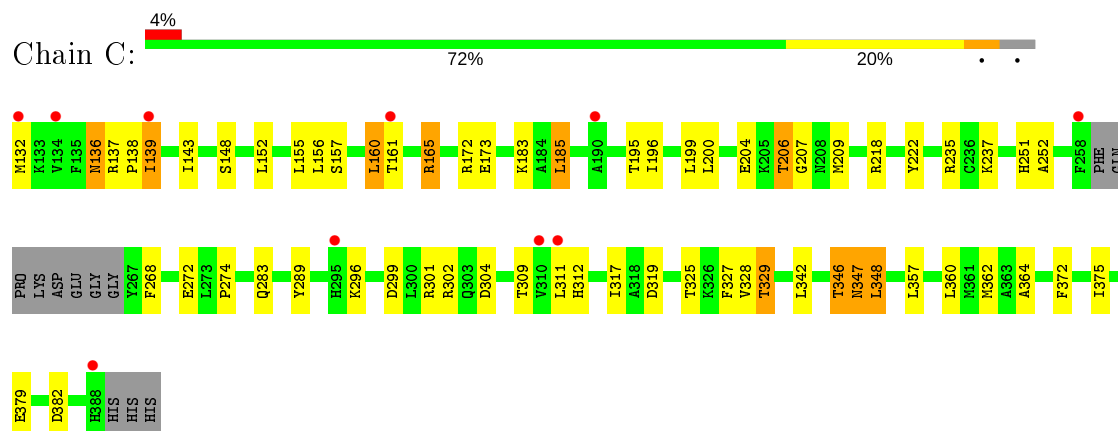 4%
Chain C:
72% 20% • •
M132 K133 V134 F135 N136 R137 P138 I139 I143 S148 L152 L155 L156 S157 L160 T161 R165 R172 E173 K183 A184 L185 A190 T195 I196 L199 L200 E204 K205 T206 G207 N208 M209 R218 Y222 R235 C236 K237 H251 A252 F258 PHE GLN
PRO LYS ASP GLU GLY GLY Y267 F268 E272 L273 P274 Q283 Y289 H295 K296 D299 L300 R301 R302 Q303 D304 T309 V310 L311 H312 I317 A318 D319 T325 K326 F327 V328 T329 L342 T346 N347 L348 L357 L360 M361 M362 A363 A364 F372 I375
E379 D382 H388 HIS HIS HIS